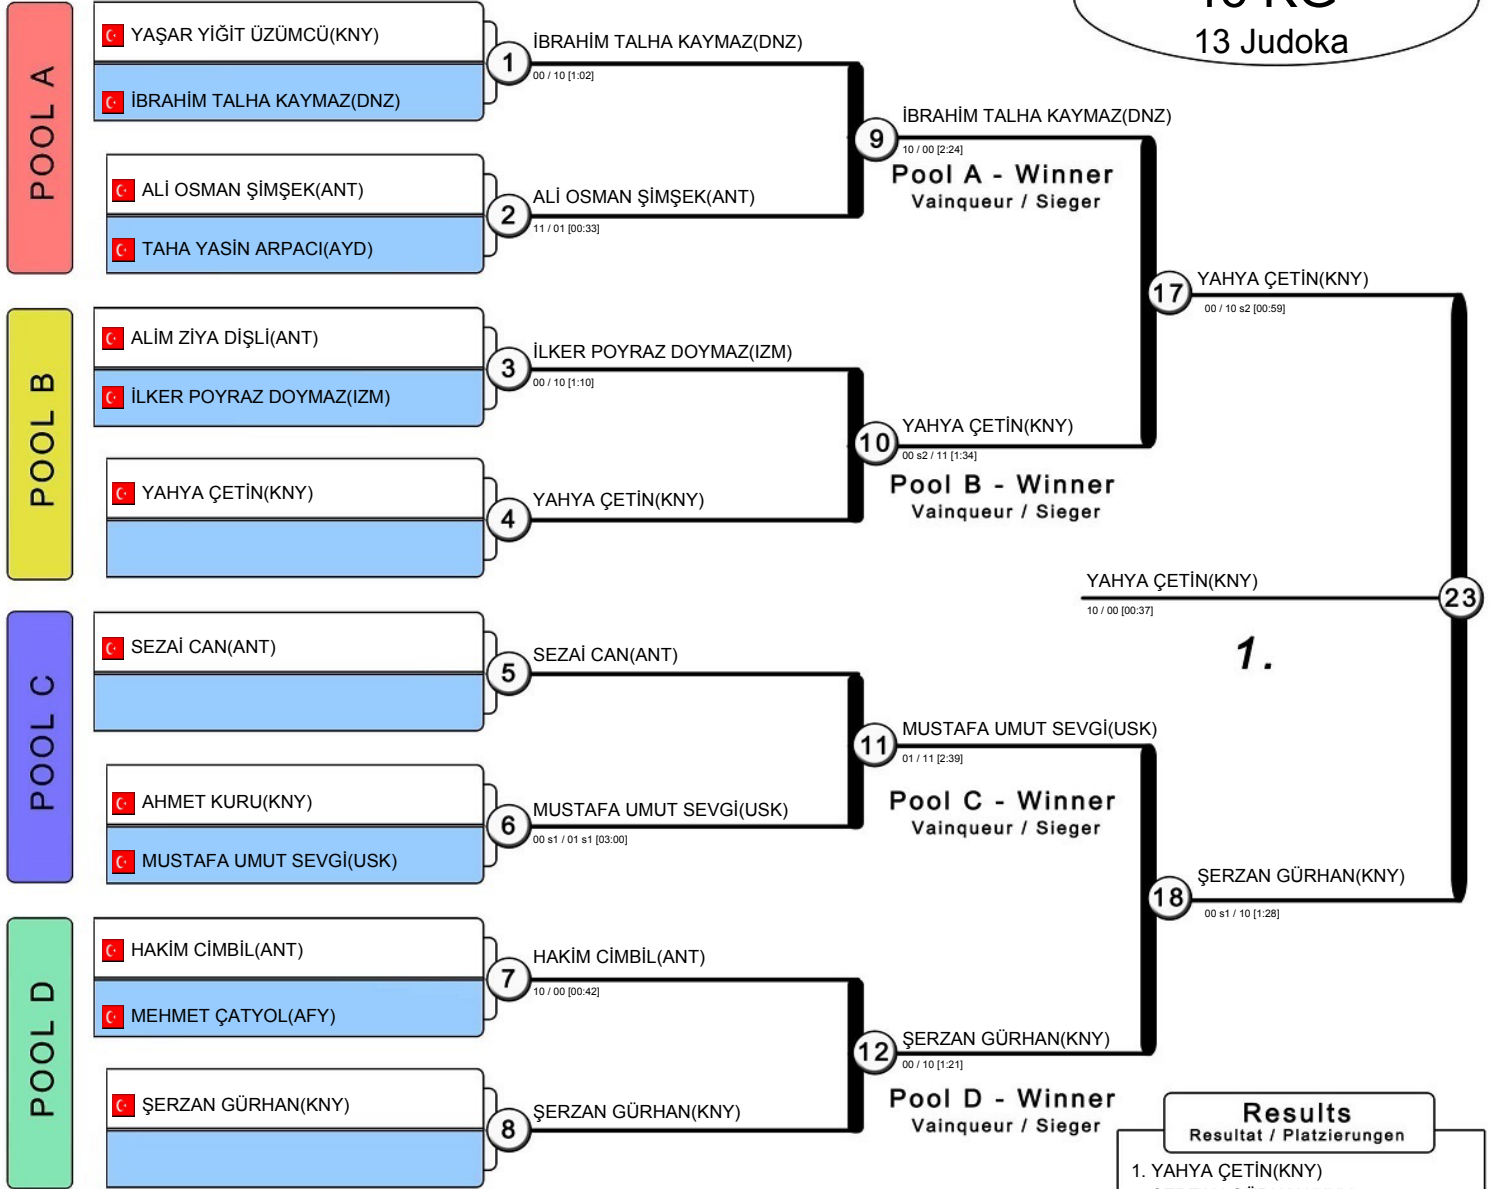 POOL A
YAŞAR YİĞİT ÜZÜMCÜ(KNY)
İBRAHİM TALHA KAYMAZ(DNZ)
1
İBRAHİM TALHA KAYMAZ(DNZ)
00 / 10 [1:02]
ALİ OSMAN ŞİMŞEK(ANT)
TAHA YASİN ARPACI(AYD)
2
ALİ OSMAN ŞİMŞEK(ANT)
11 / 01 [00:33]
9
İBRAHİM TALHA KAYMAZ(DNZ)
10 / 00 [2:24]
Pool A - Winner
Vainqueur / Sieger
13 Judoka
POOL B
ALİM ZİYA DİŞLİ(ANT)
İLKER POYRAZ DOYMAZ(IZM)
3
İLKER POYRAZ DOYMAZ(IZM)
00 / 10 [1:10]
YAHYA ÇETİN(KNY)
4
YAHYA ÇETİN(KNY)
10
YAHYA ÇETİN(KNY)
00 s2 / 11 [1:34]
Pool B - Winner
Vainqueur / Sieger
17
YAHYA ÇETİN(KNY)
00 / 10 s2 [00:59]
POOL C
SEZAİ CAN(ANT)
5
SEZAİ CAN(ANT)
AHMET KURU(KNY)
MUSTAFA UMUT SEVGİ(USK)
6
MUSTAFA UMUT SEVGİ(USK)
00 s1 / 01 s1 [03:00]
11
MUSTAFA UMUT SEVGİ(USK)
01 / 11 [2:39]
Pool C - Winner
Vainqueur / Sieger
YAHYA ÇETİN(KNY)
10 / 00 [00:37]
23
1.
POOL D
HAKİM CİMBİL(ANT)
MEHMET ÇATYOL(AFY)
7
HAKİM CİMBİL(ANT)
10 / 00 [00:42]
ŞERZAN GÜRHAN(KNY)
8
ŞERZAN GÜRHAN(KNY)
12
ŞERZAN GÜRHAN(KNY)
00 / 10 [1:21]
Pool D - Winner
Vainqueur / Sieger
18
ŞERZAN GÜRHAN(KNY)
00 s1 / 10 [1:28]
Results
Resultat / Platzierungen
1. YAHYA ÇETİN(KNY)